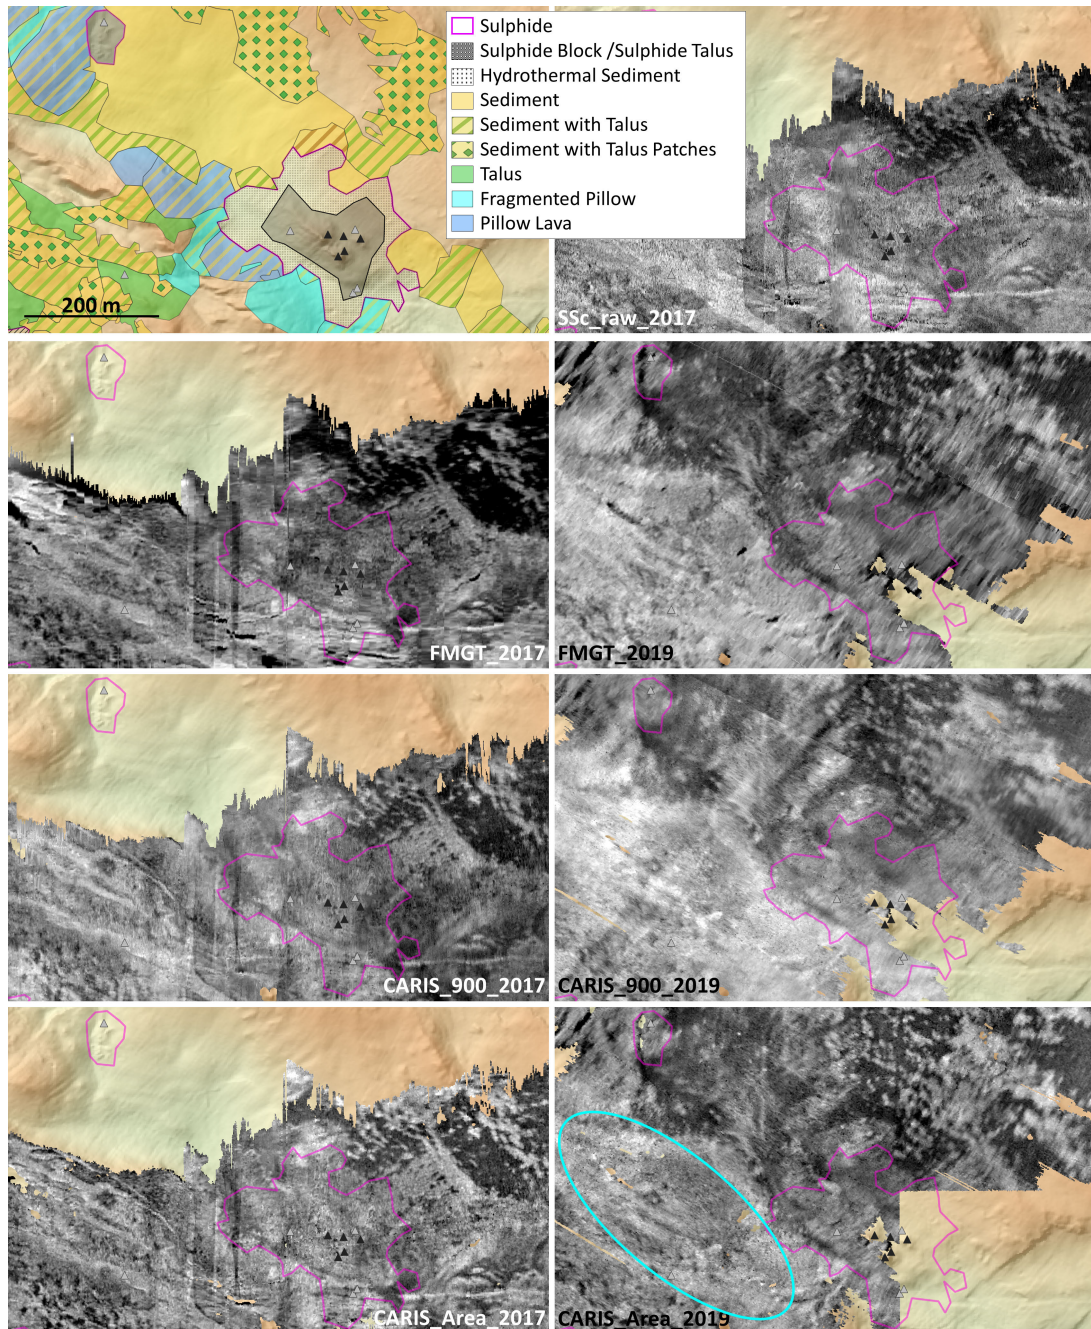 Sulphide
Sulphide Block /Sulphide Talus
Hydrothermal Sediment
Sediment
Sediment with Talus
Sediment with Talus Patches
Talus
Fragmented Pillow
Pillow Lava
200 m
SSc_raw_2017
FMGT_2017
FMGT_2019
CARIS_900_2017
CARIS_900_2019
CARIS_Area_2017
CARIS_Area_2019